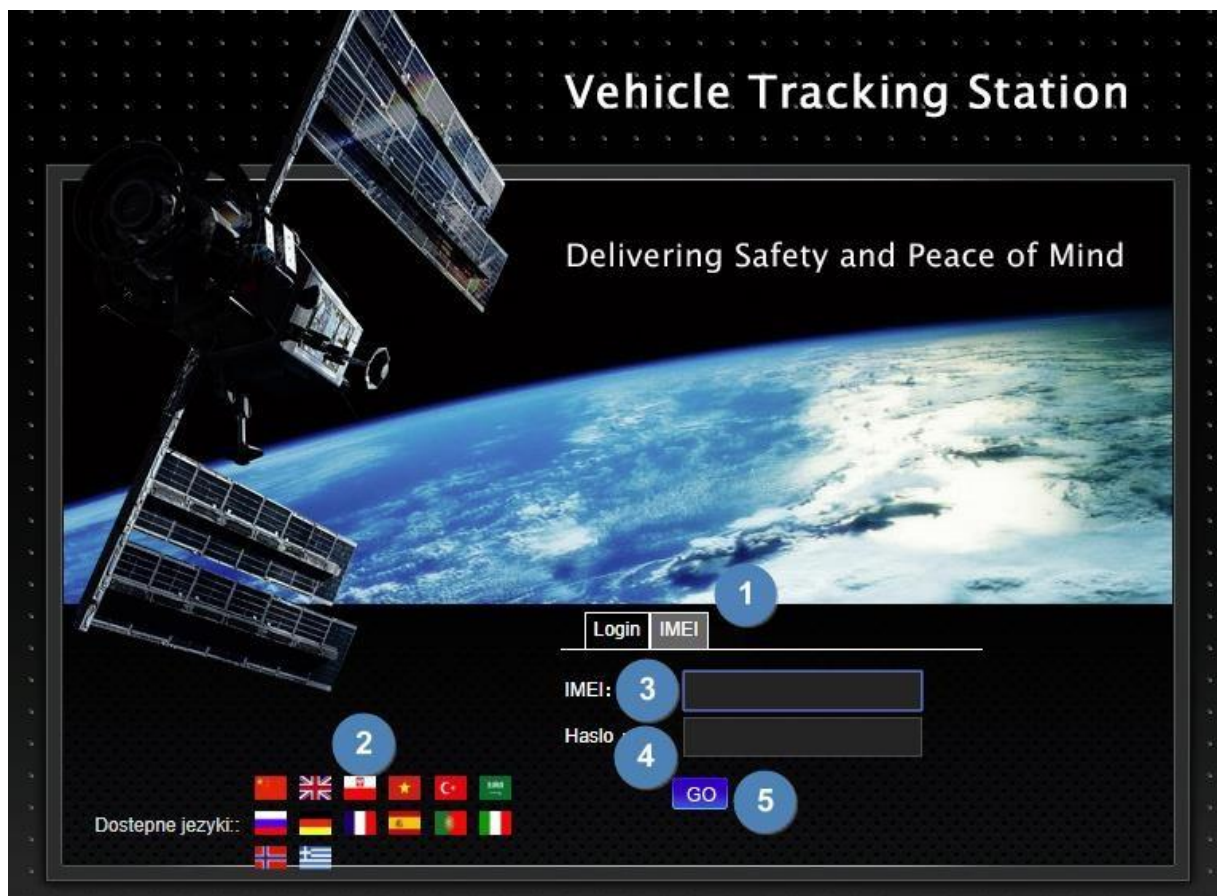 Vehicle Tracking Station
Delivering Safety and Peace of Mind
1
Login IMEI
IMEI: 3
Haslo :
4
2
GO 5
Dostepne jezyki::